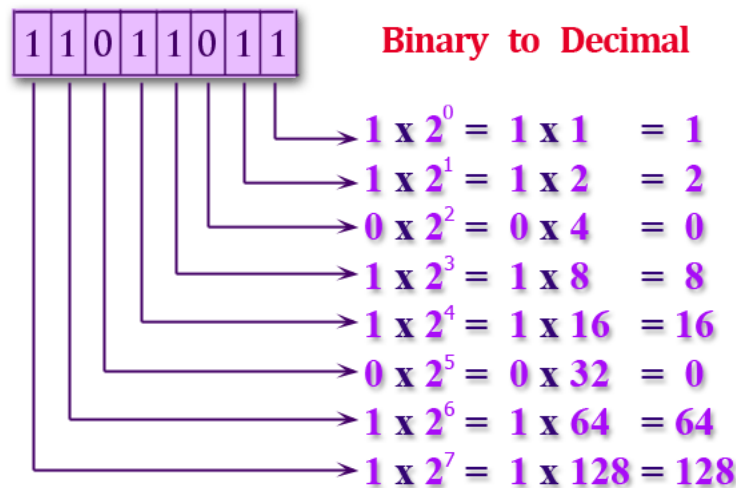 1 1 0 1 1 0 1 1
Binary to Decimal
1 x 2⁰ = 1 x 1 = 1
1 x 2¹ = 1 x 2 = 2
0 x 2² = 0 x 4 = 0
1 x 2³ = 1 x 8 = 8
1 x 2⁴ = 1 x 16 = 16
0 x 2⁵ = 0 x 32 = 0
1 x 2⁶ = 1 x 64 = 64
1 x 2⁷ = 1 x 128 = 128